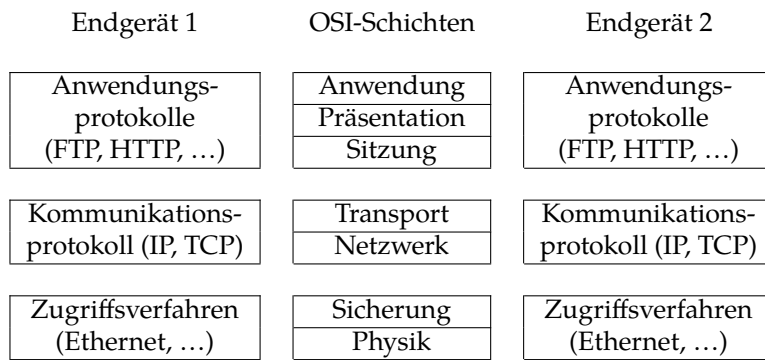 Endgerät 1 OSI-Schichten Endgerät 2
Anwendungs-
protokolle
(FTP, HTTP, …)
Anwendung
Präsentation
Sitzung
Anwendungs-
protokolle
(FTP, HTTP, …)
Kommunikations-
protokoll (IP, TCP)
Transport
Netzwerk
Kommunikations-
protokoll (IP, TCP)
Zugriffsverfahren
(Ethernet, …)
Sicherung
Physik
Zugriffsverfahren
(Ethernet, …)